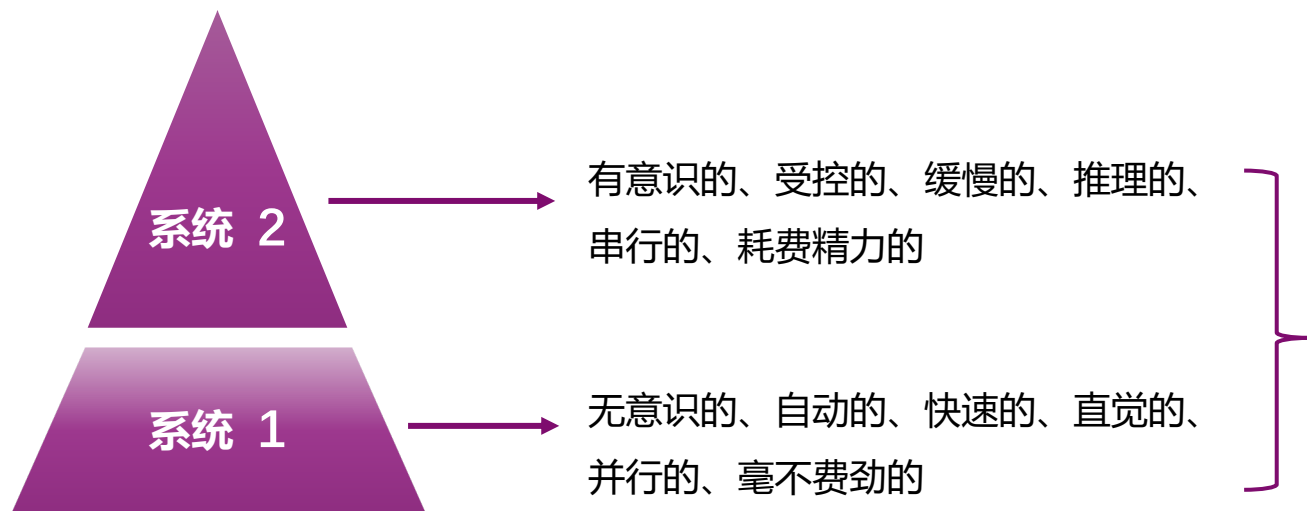 系统 2
有意识的、受控的、缓慢的、推理的、
串行的、耗费精力的
系统 1
无意识的、自动的、快速的、直觉的、
并行的、毫不费劲的